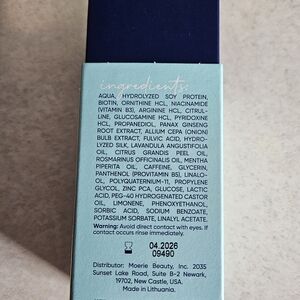 ingredients
AQUA, HYDROLYZED SOY PROTEIN,
BIOTIN, ORNITHINE HCL, NIACINAMIDE
(VITAMIN B3), ARGININE HCL, CITRUL-
LINE, GLUCOSAMINE HCL, PYRIDOXINE
HCL, PROPANEDIOL, PANAX GINSENG
ROOT EXTRACT, ALLIUM CEPA (ONION)
BULB EXTRACT, FULVIC ACID, HYDRO-
LYZED SILK, LAVANDULA ANGUSTIFOLIA
OIL, CITRUS GRANDIS PEEL OIL,
ROSMARINUS OFFICINALIS OIL, MENTHA
PIPERITA OIL, CAFFEINE, GLYCERIN,
PANTHENOL (PROVITAMIN B5), LINALO-
OL, POLYQUATERNIUM-11, PROPYLENE
GLYCOL, ZINC PCA, GLUCOSE, LACTIC
ACID, PEG-40 HYDROGENATED CASTOR
OIL, LIMONENE, PHENOXYETHANOL,
SORBIC ACID, SODIUM BENZOATE,
POTASSIUM SORBATE, LINALYL ACETATE.
Warning: Avoid direct contact with eyes. If
contact occurs rinse immediately.
04.2026
09490
Distributor: Moerie Beauty, Inc. 2035
Sunset Lake Road, Suite B-2 Newark,
19702, New Castle, USA
Made in Lithuania.